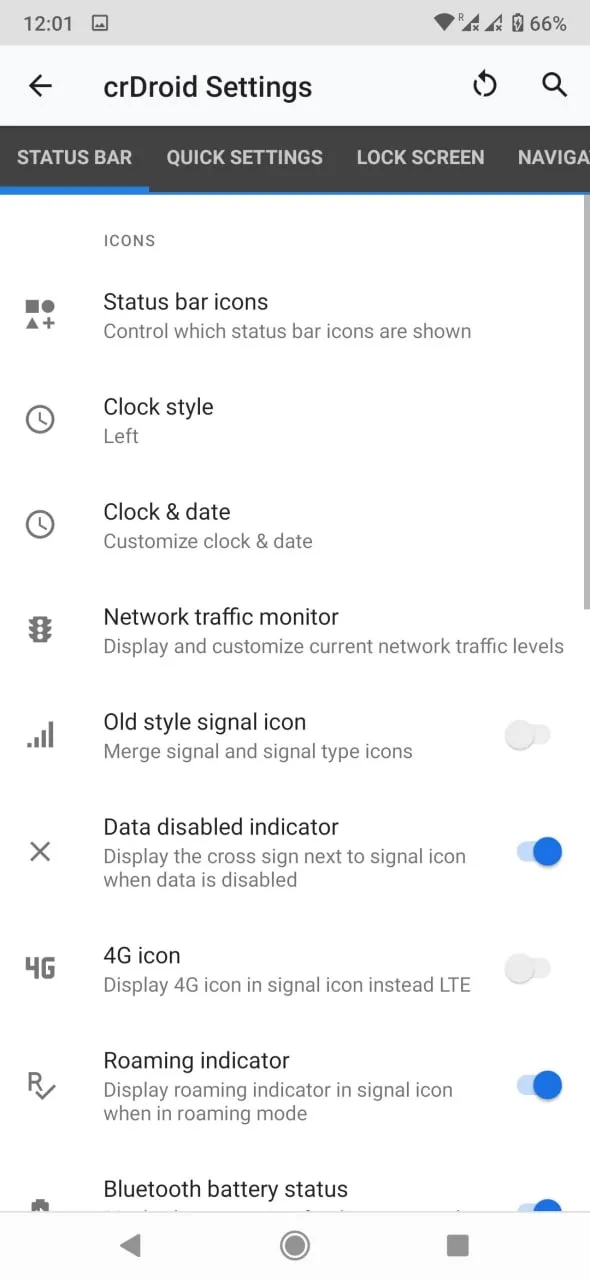 12:01 R 66%
crDroid Settings
STATUS BAR QUICK SETTINGS LOCK SCREEN NAVIGA
ICONS
Status bar icons
Control which status bar icons are shown
Clock style
Left
Clock & date
Customize clock & date
Network traffic monitor
Display and customize current network traffic levels
Old style signal icon
Merge signal and signal type icons
Data disabled indicator
Display the cross sign next to signal icon
when data is disabled
4G
4G icon
Display 4G icon in signal icon instead LTE
R
Roaming indicator
Display roaming indicator in signal icon
when in roaming mode
Bluetooth battery status